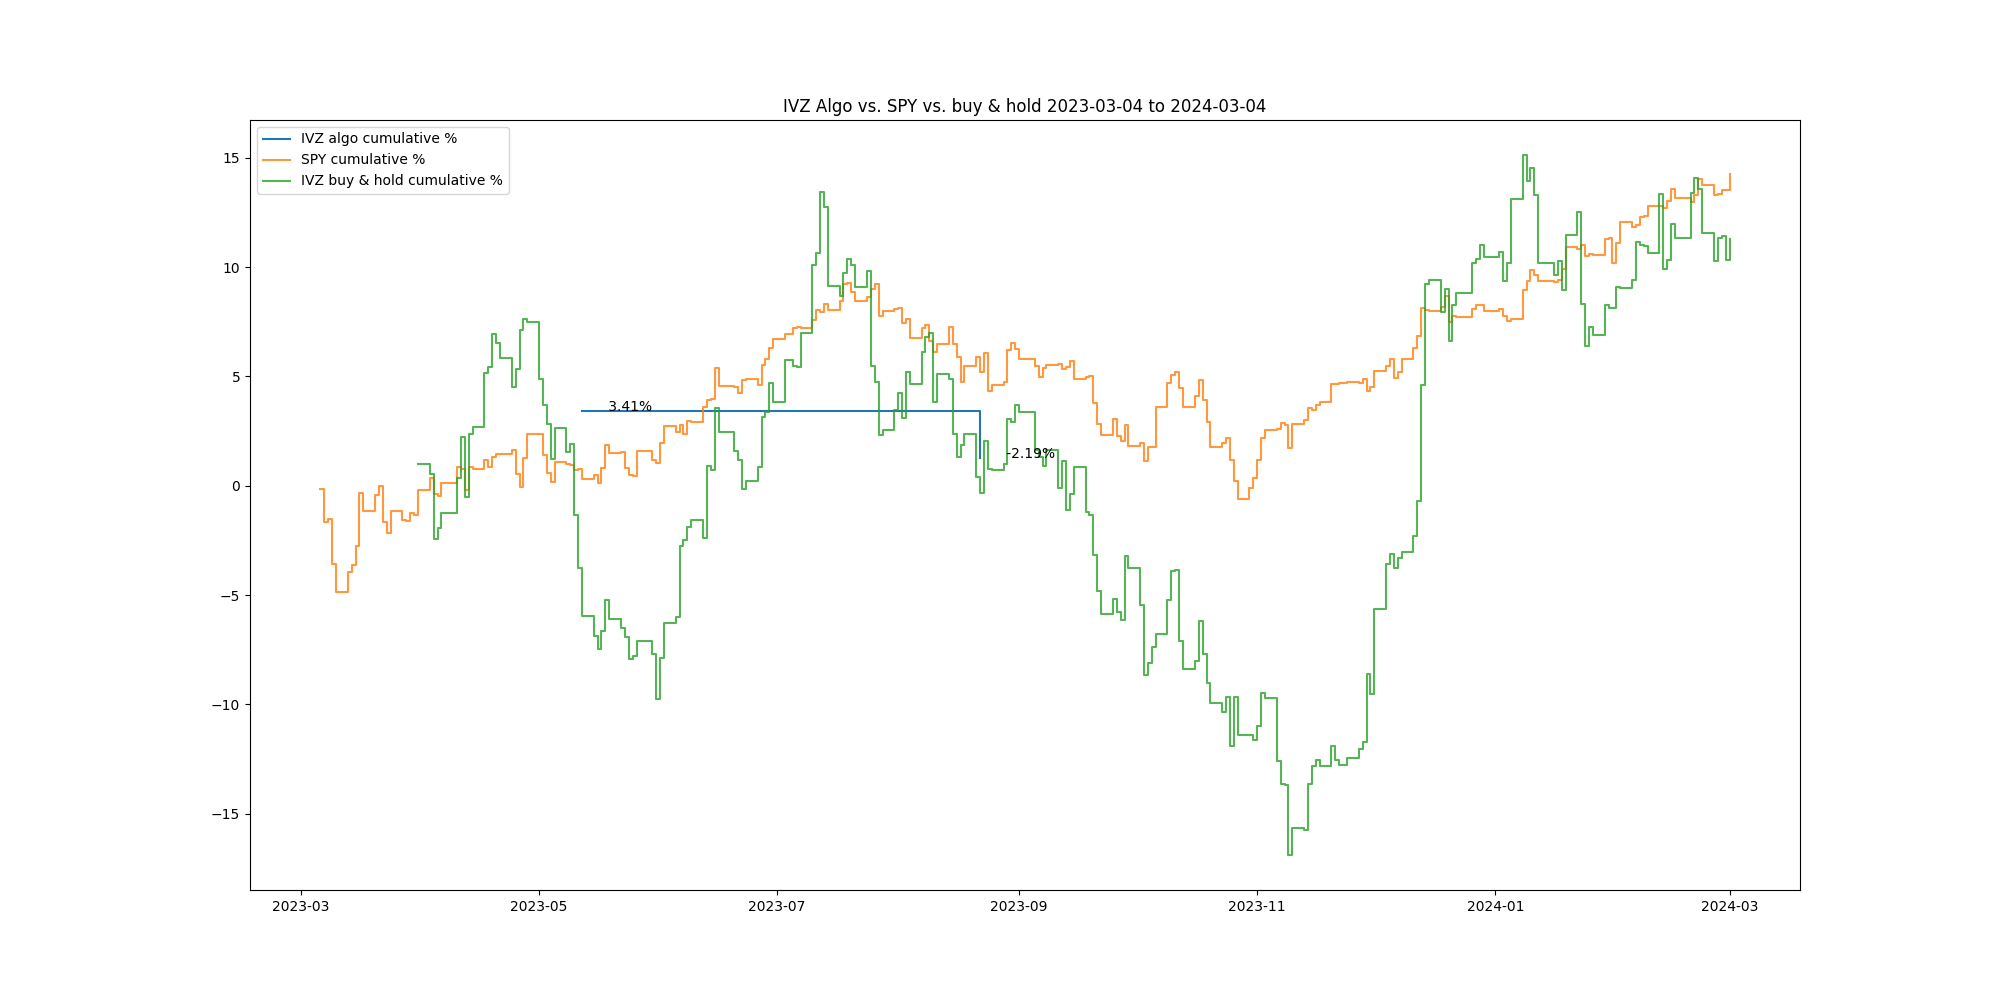 IVZ Algo vs. SPY vs. buy & hold 2023-03-04 to 2024-03-04
IVZ algo cumulative %
SPY cumulative %
IVZ buy & hold cumulative %
15
10
5
0
−5
−10
−15
3.41%
-2.19%
2023-03 2023-05 2023-07 2023-09 2023-11 2024-01 2024-03